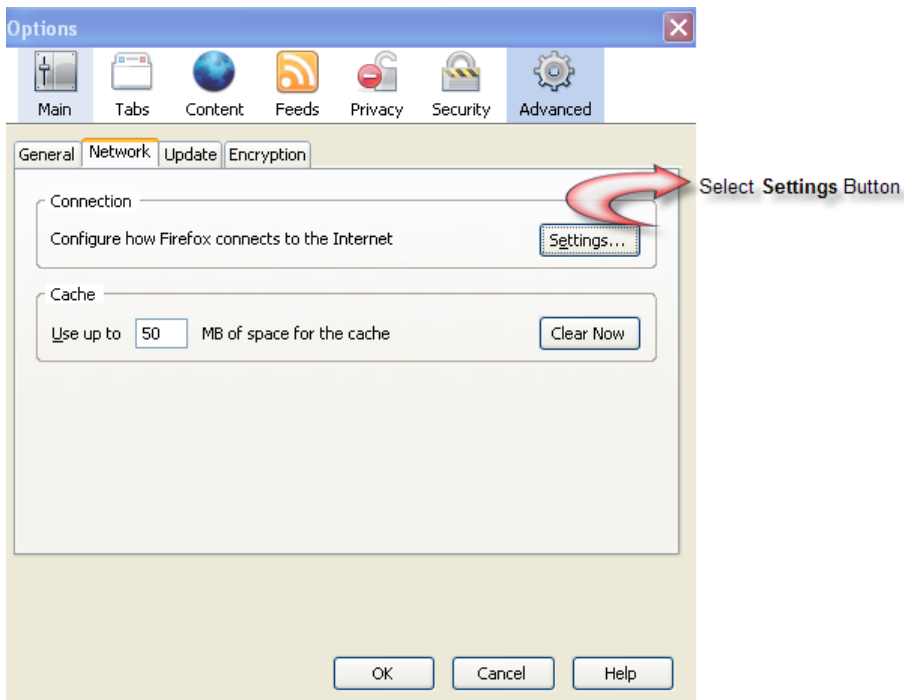 Options
Main Tabs Content Feeds Privacy Security Advanced
General Network Update Encryption
Select Settings Button
Connection
Configure how Firefox connects to the Internet Settings...
Cache
Use up to 50 MB of space for the cache Clear Now
OK Cancel Help